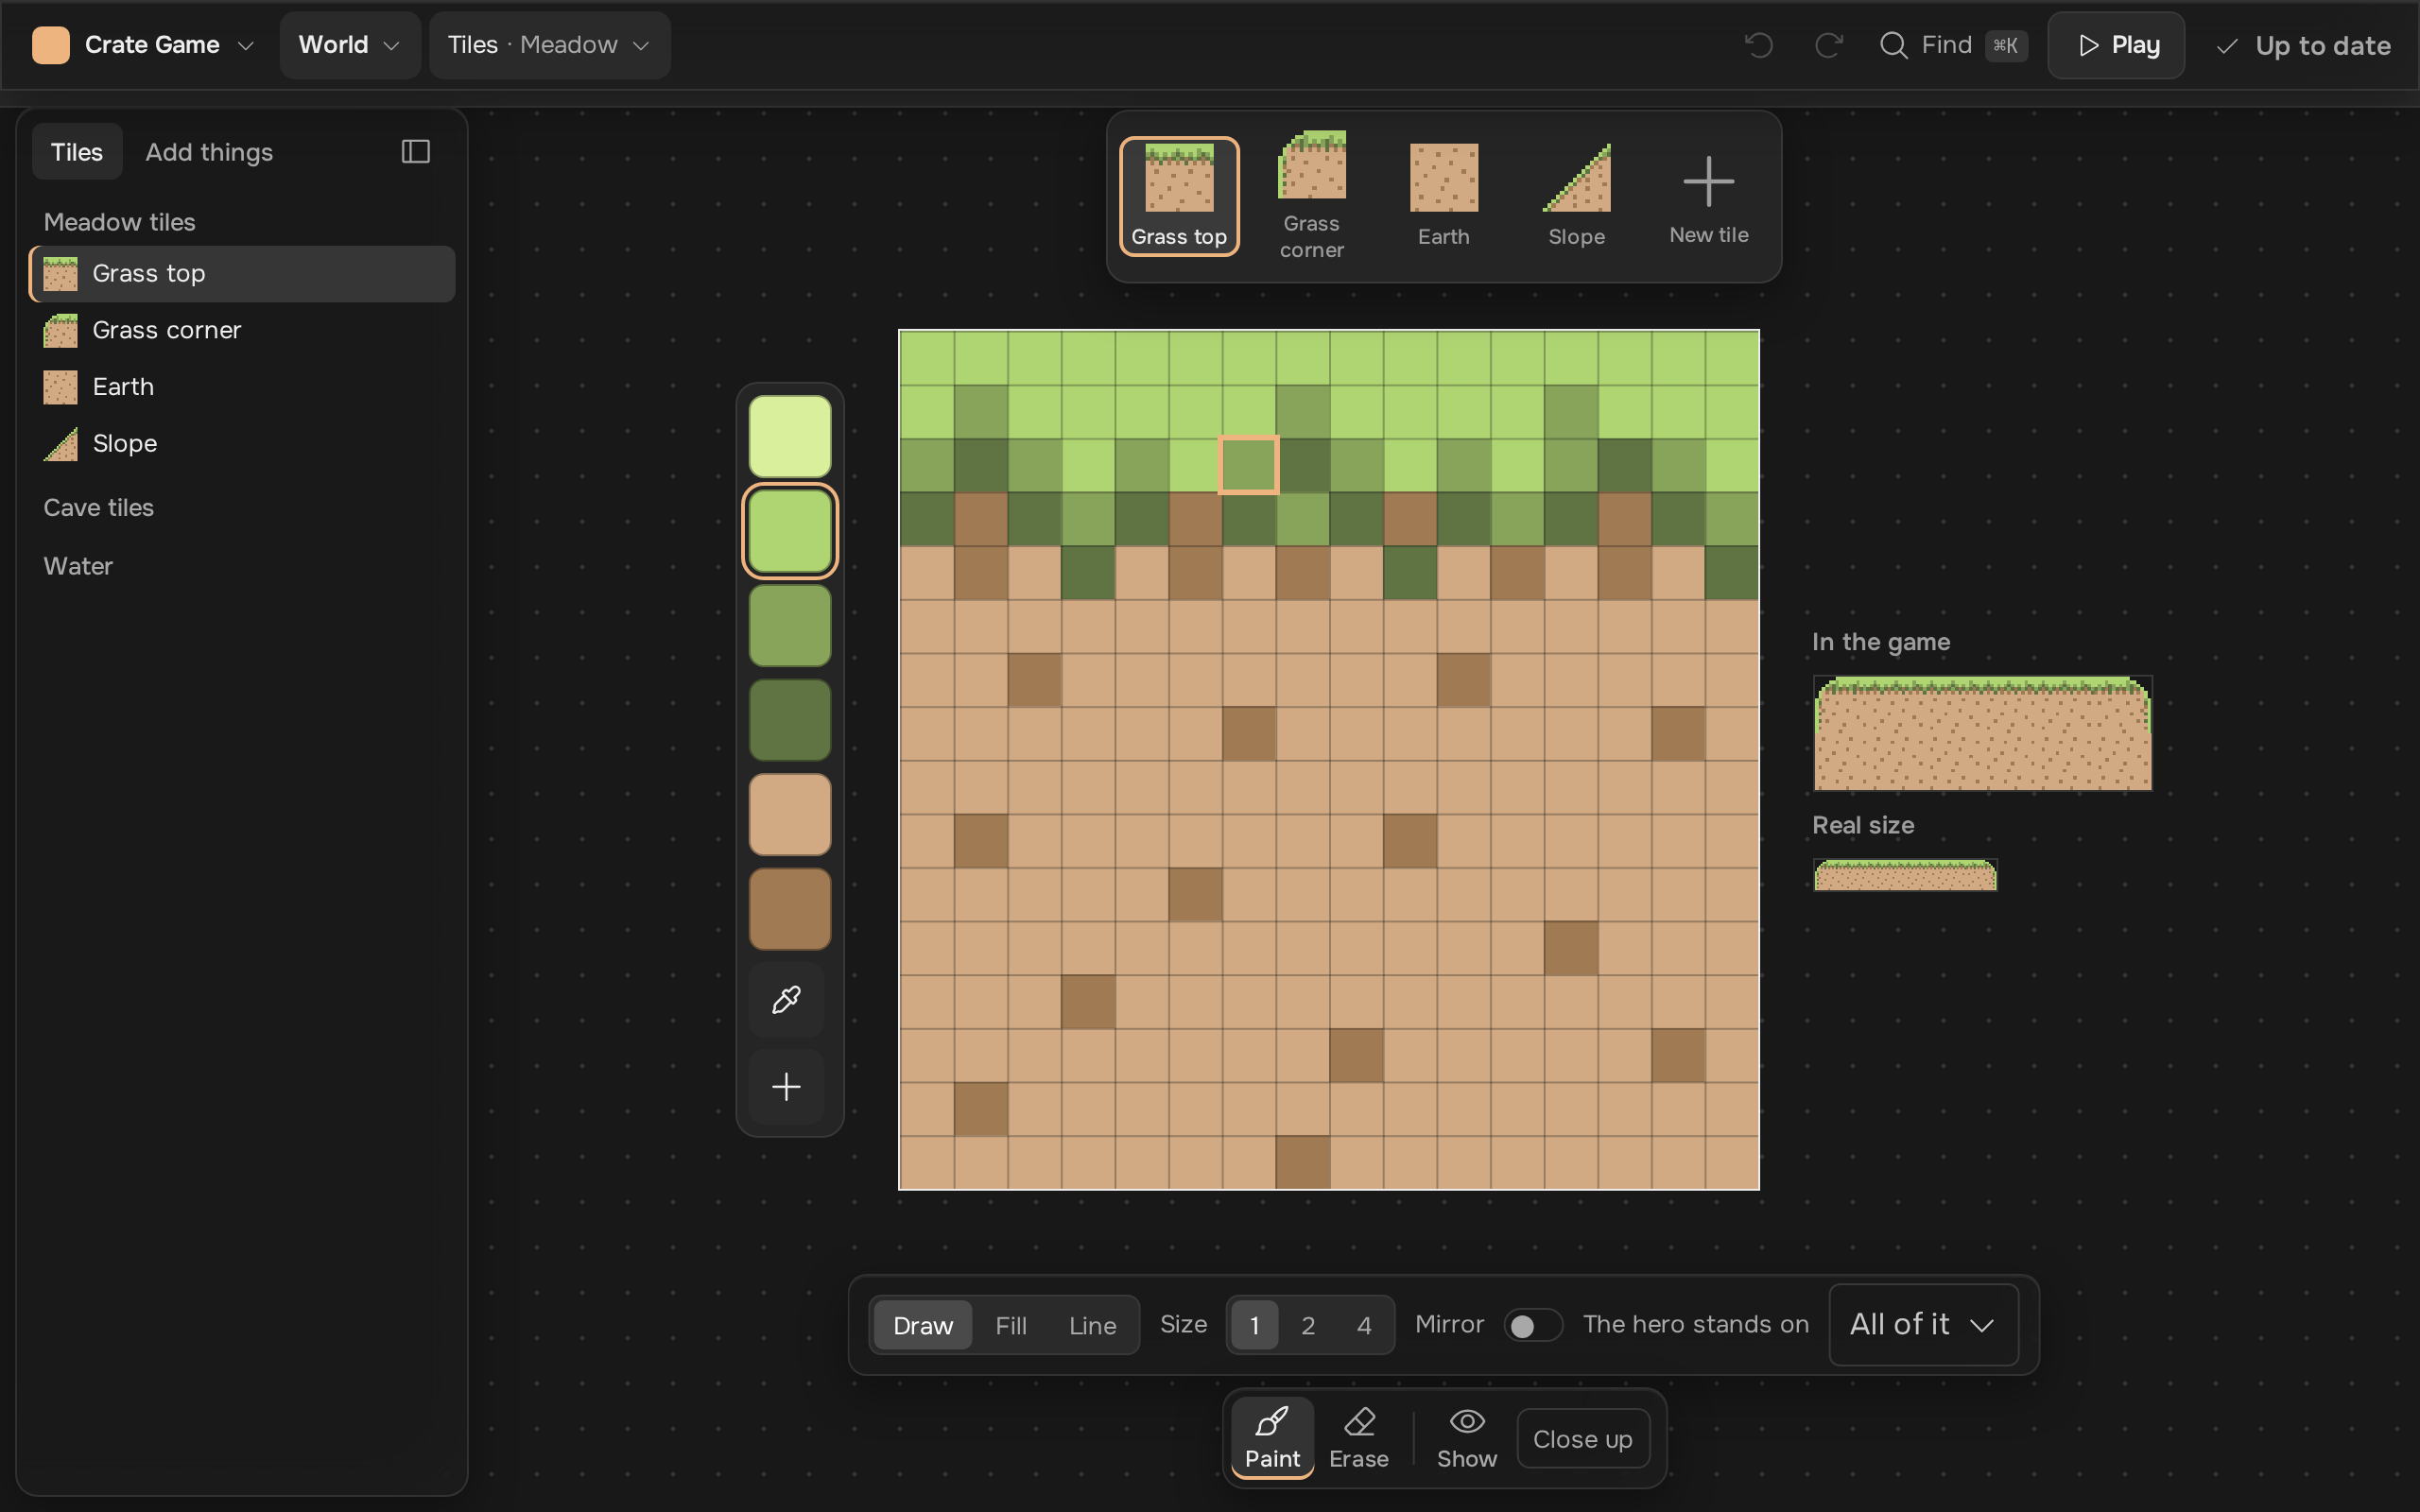 Crate Game
World
Tiles · Meadow
Find ⌘K
Play
Up to date
Tiles
Add things
Meadow tiles
Grass top
Grass corner
Earth
Slope
Cave tiles
Water
Grass top
Grass
corner
Earth
Slope
New tile
In the game
Real size
Draw
Fill
Line
Size
1
2
4
Mirror
The hero stands on
All of it
Paint
Erase
Show
Close up